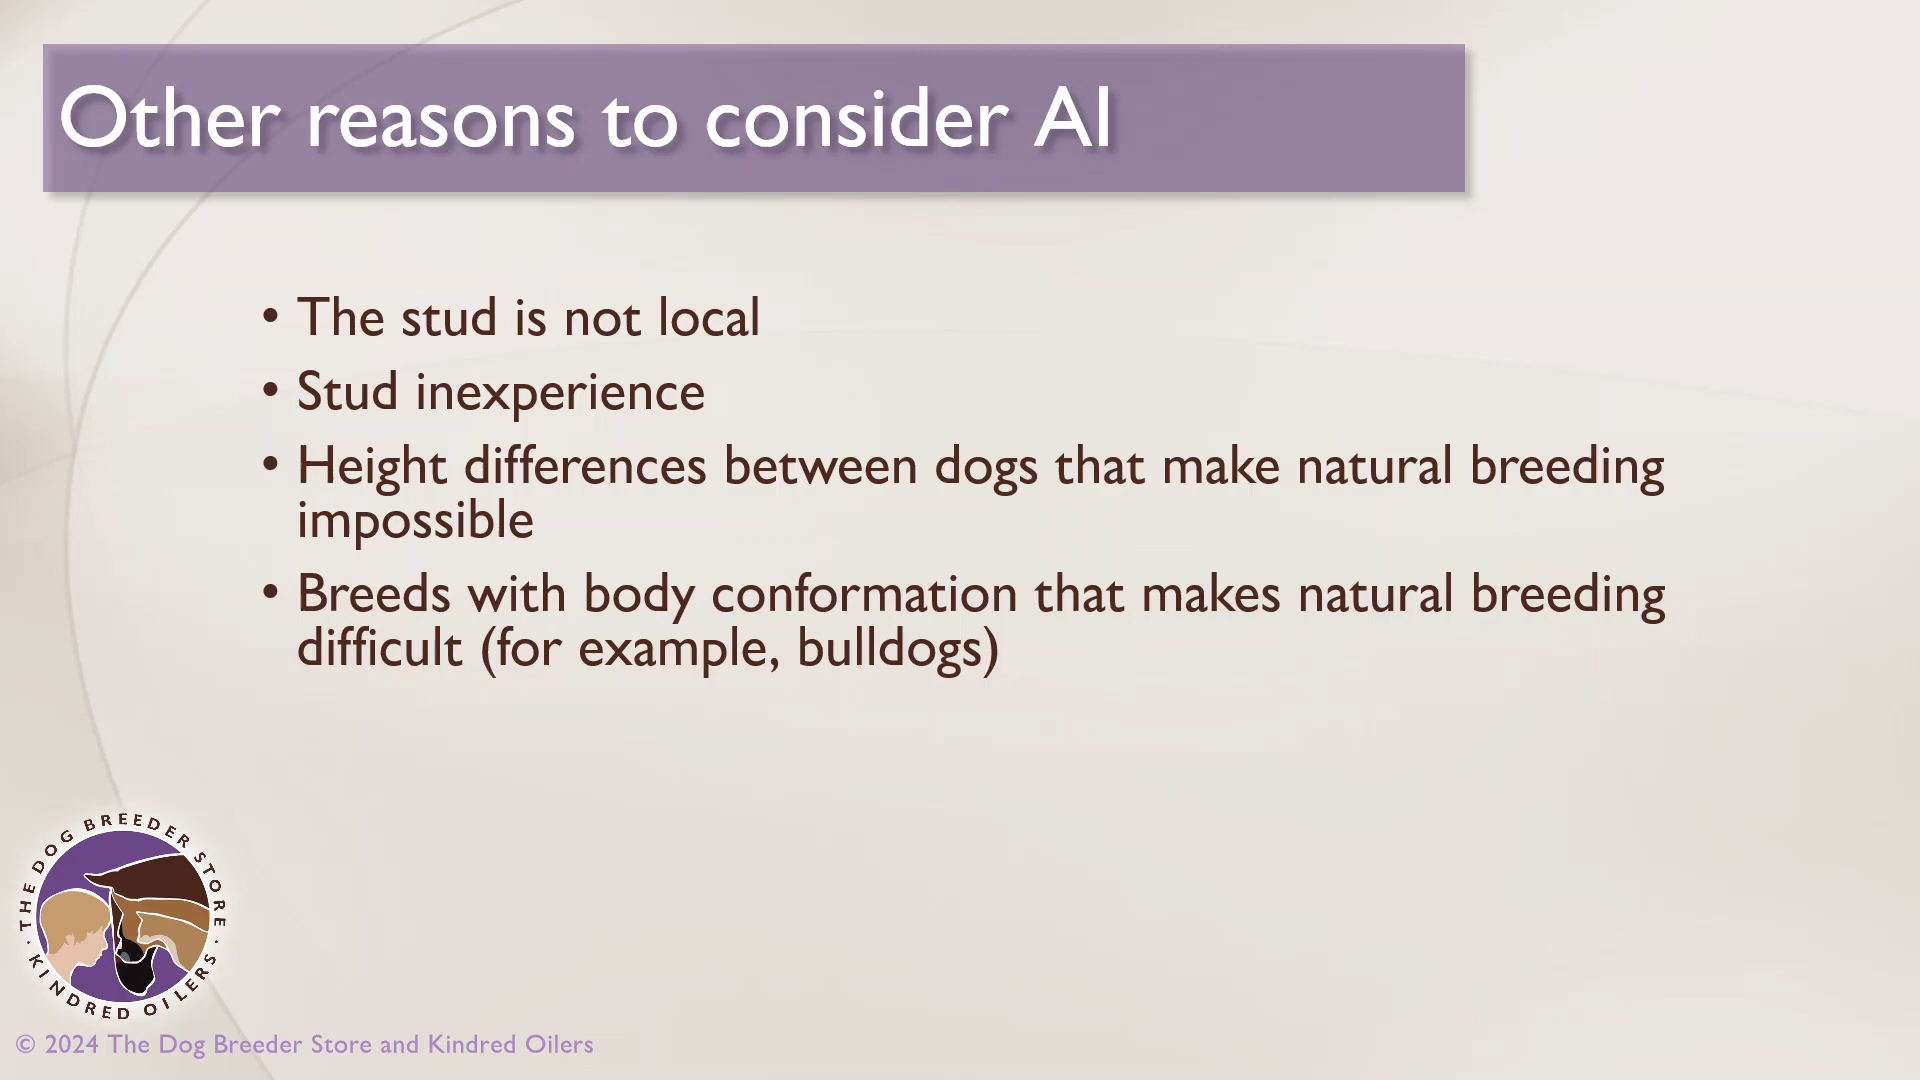 Other reasons to consider AI
• The stud is not local
• Stud inexperience
• Height differences between dogs that make natural breeding
impossible
• Breeds with body conformation that makes natural breeding
difficult (for example, bulldogs)
THE DOG BREEDER STORE
· KINDRED OILERS ·
© 2024 The Dog Breeder Store and Kindred Oilers